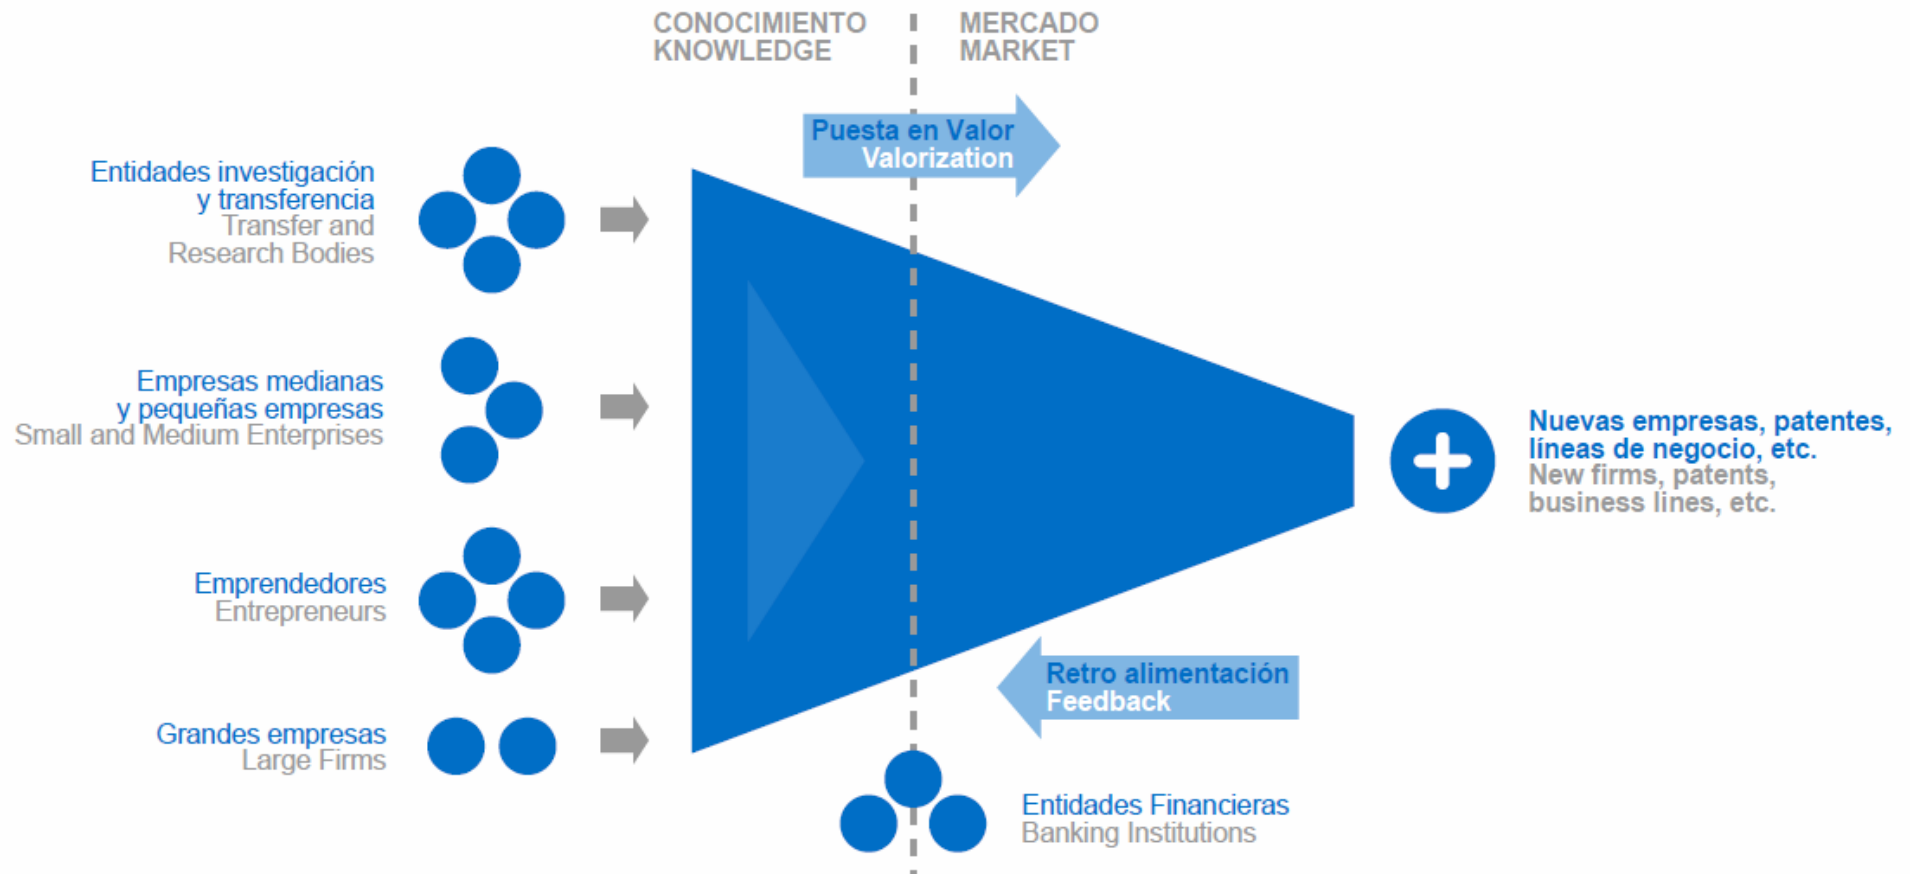 CONOCIMIENTO
KNOWLEDGE
MERCADO
MARKET
Puesta en Valor
Valorization
Entidades investigación
y transferencia
Transfer and
Research Bodies
Empresas medianas
y pequeñas empresas
Small and Medium Enterprises
Nuevas empresas, patentes,
líneas de negocio, etc.
New firms, patents,
business lines, etc.
Emprendedores
Entrepreneurs
Retro alimentación
Feedback
Grandes empresas
Large Firms
Entidades Financieras
Banking Institutions